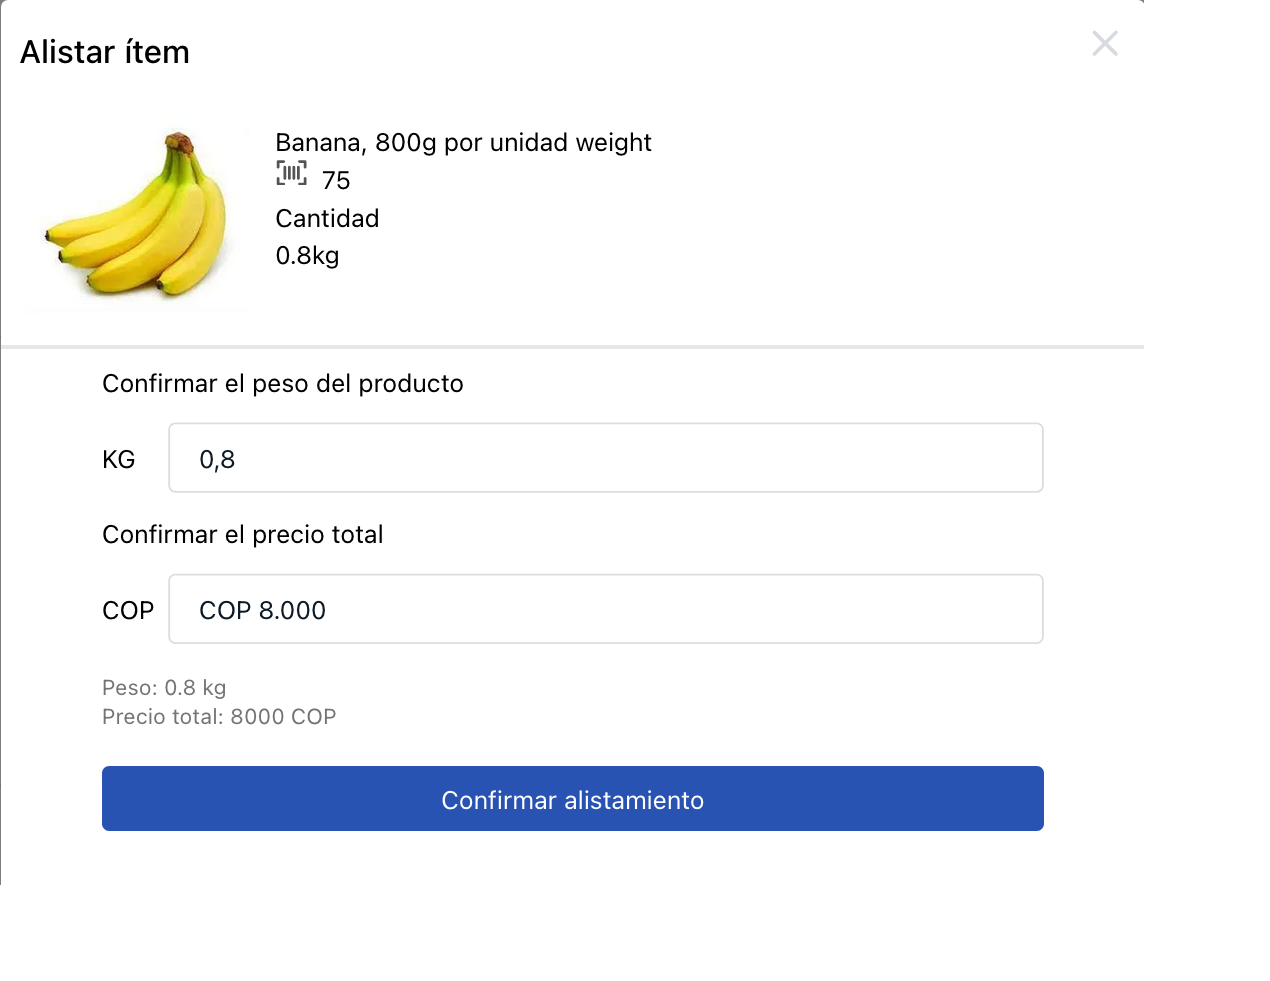 Alistar ítem
Banana, 800g por unidad weight
75
Cantidad
0.8kg
Confirmar el peso del producto
KG 0,8
Confirmar el precio total
COP COP 8.000
Peso: 0.8 kg
Precio total: 8000 COP
Confirmar alistamiento